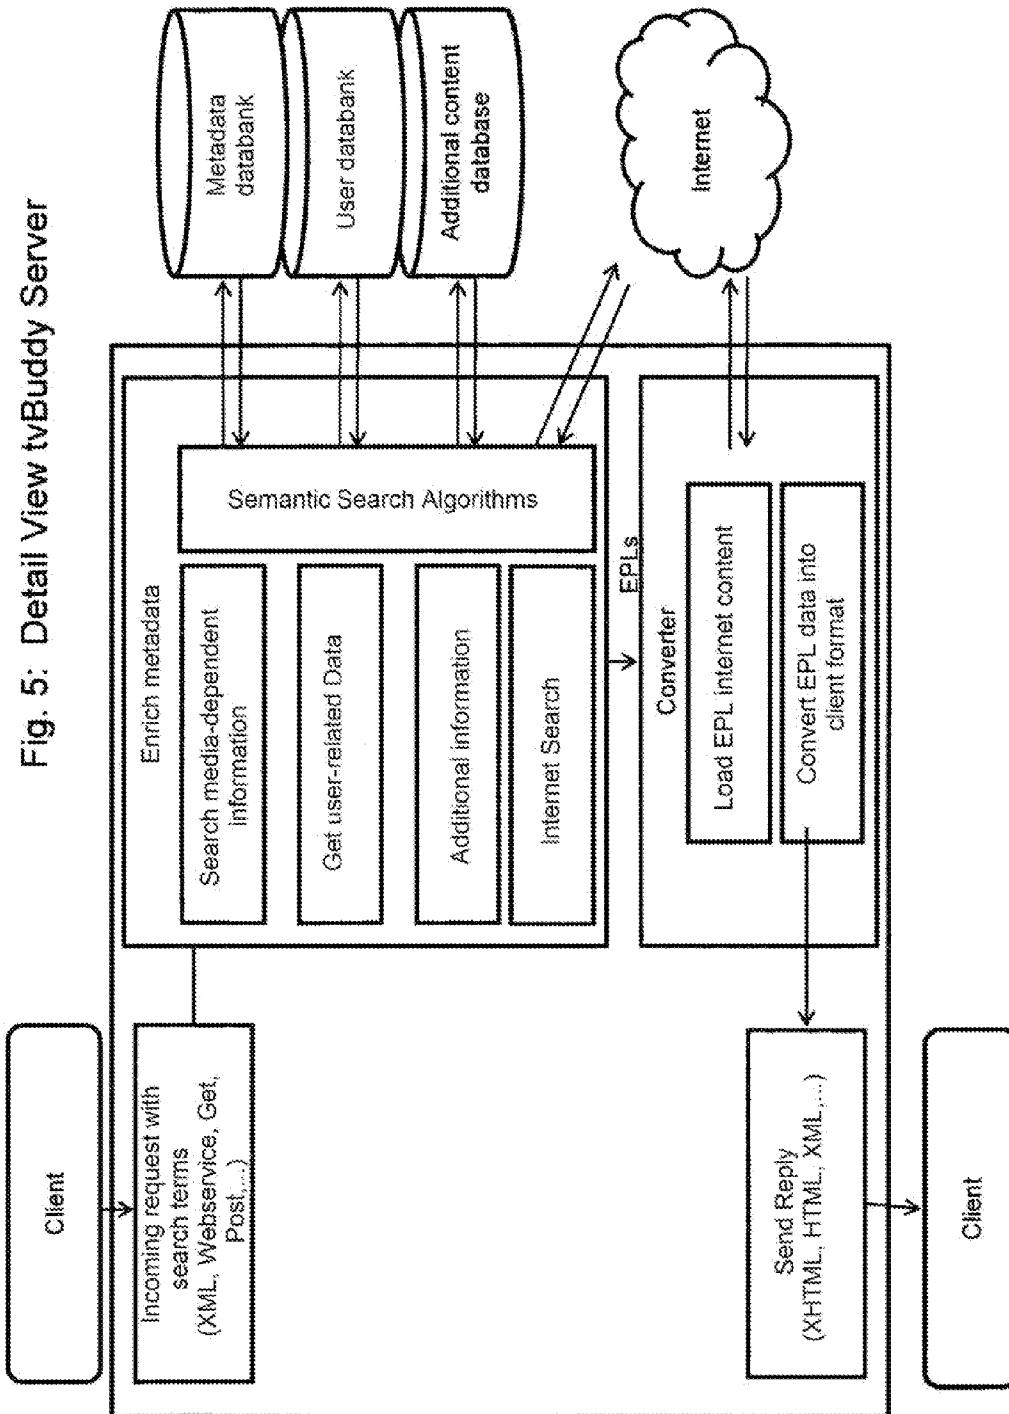 Fig. 5: Detail View tvBuddy Server
Client
Incoming request with
search terms
(XML, Webservice, Get,
Post,...)
Enrich metadata
Search media-dependent
information
Get user-related Data
Additional information
Internet Search
Semantic Search Algorithms
Metadata
databank
User databank
Additional content
database
Internet
EPLs
Converter
Load EPL internet content
Convert EPL data into
client format
Send Reply
(XHTML, HTML, XML,...)
Client